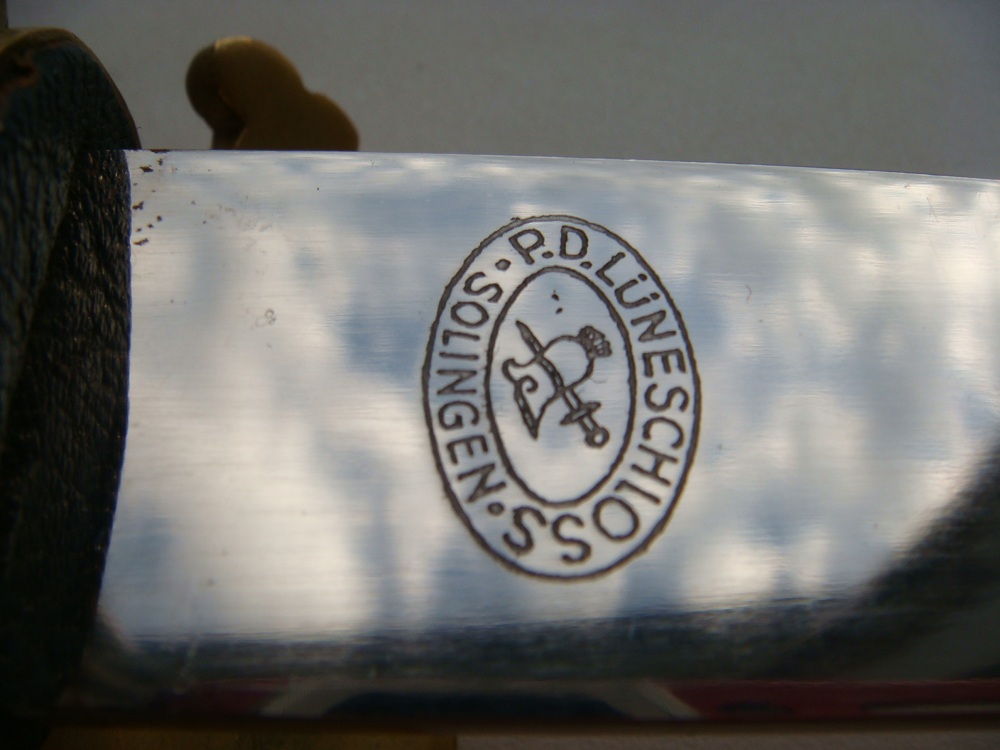 P.D. LÜNESCHLOSS · SOLINGEN ·